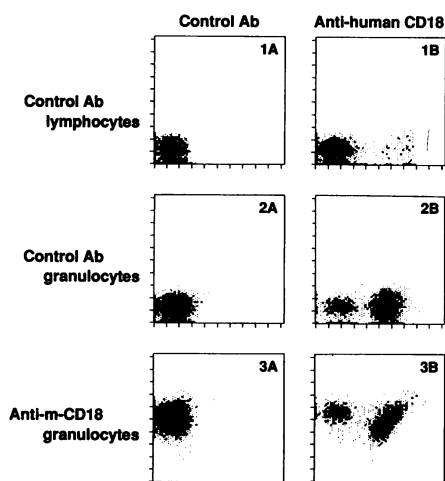 Control Ab
Anti-human CD18
1A
1B
Control Ab
lymphocytes
2A
2B
Control Ab
granulocytes
3A
3B
Anti-m-CD18
granulocytes